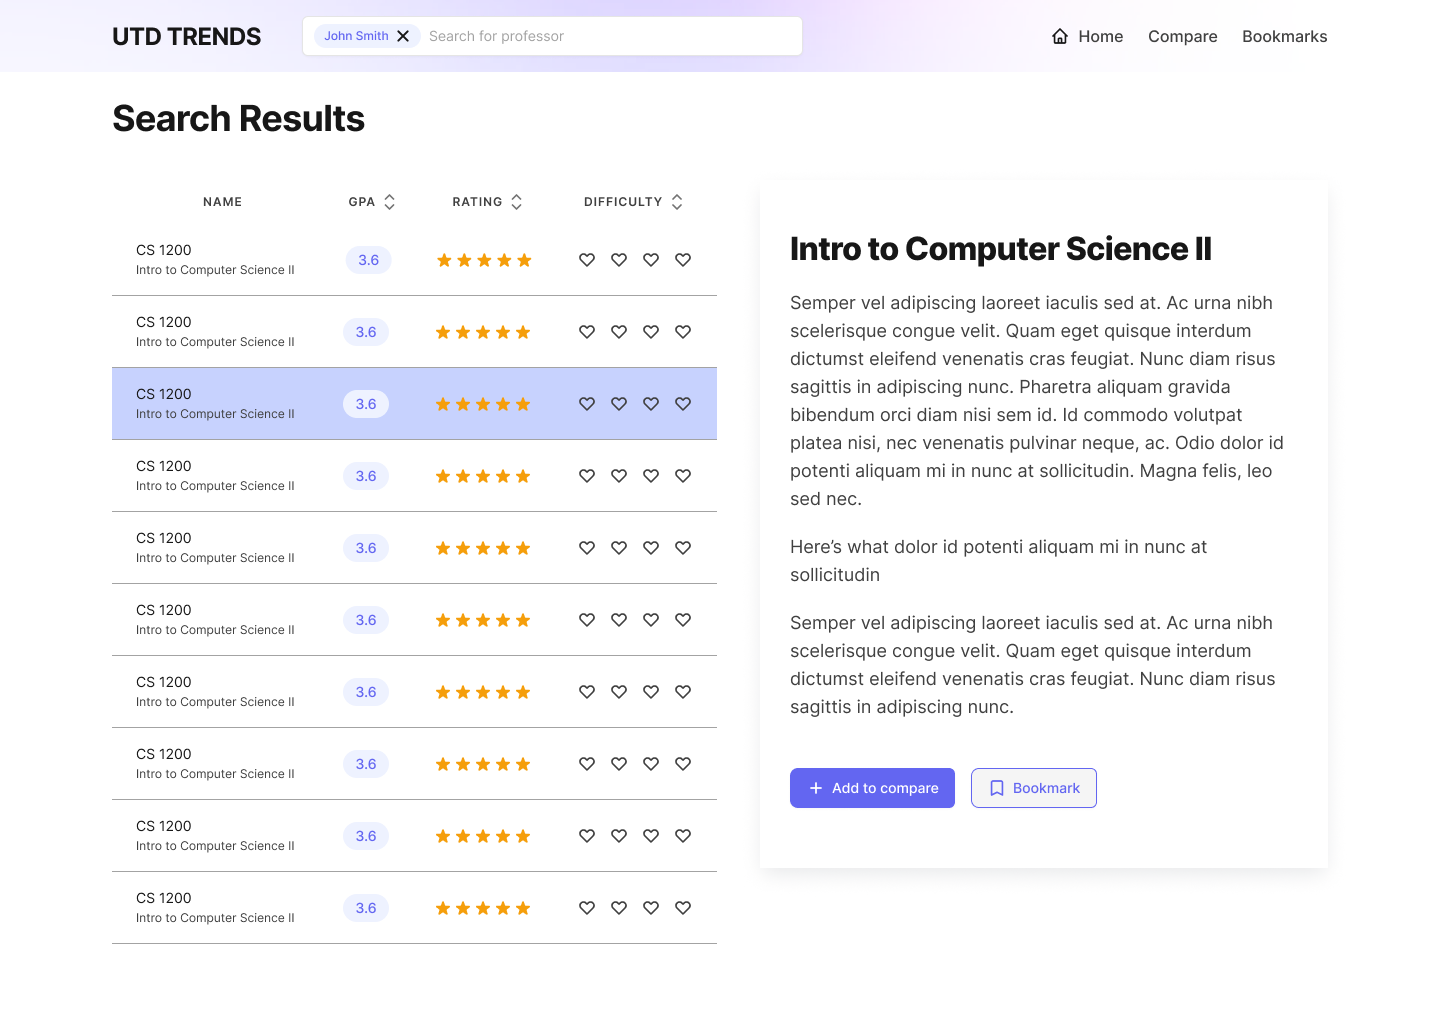 UTD TRENDS
John Smith
Search for professor
Home
Compare
Bookmarks
Search Results
NAME GPA RATING DIFFICULTY
CS 1200
Intro to Computer Science II
3.6
CS 1200
Intro to Computer Science II
3.6
CS 1200
Intro to Computer Science II
3.6
CS 1200
Intro to Computer Science II
3.6
CS 1200
Intro to Computer Science II
3.6
CS 1200
Intro to Computer Science II
3.6
CS 1200
Intro to Computer Science II
3.6
CS 1200
Intro to Computer Science II
3.6
CS 1200
Intro to Computer Science II
3.6
CS 1200
Intro to Computer Science II
3.6
Intro to Computer Science II
Semper vel adipiscing laoreet iaculis sed at. Ac urna nibh
scelerisque congue velit. Quam eget quisque interdum
dictumst eleifend venenatis cras feugiat. Nunc diam risus
sagittis in adipiscing nunc. Pharetra aliquam gravida
bibendum orci diam nisi sem id. Id commodo volutpat
platea nisi, nec venenatis pulvinar neque, ac. Odio dolor id
potenti aliquam mi in nunc at sollicitudin. Magna felis, leo
sed nec.
Here’s what dolor id potenti aliquam mi in nunc at
sollicitudin
Semper vel adipiscing laoreet iaculis sed at. Ac urna nibh
scelerisque congue velit. Quam eget quisque interdum
dictumst eleifend venenatis cras feugiat. Nunc diam risus
sagittis in adipiscing nunc.
Add to compare
Bookmark